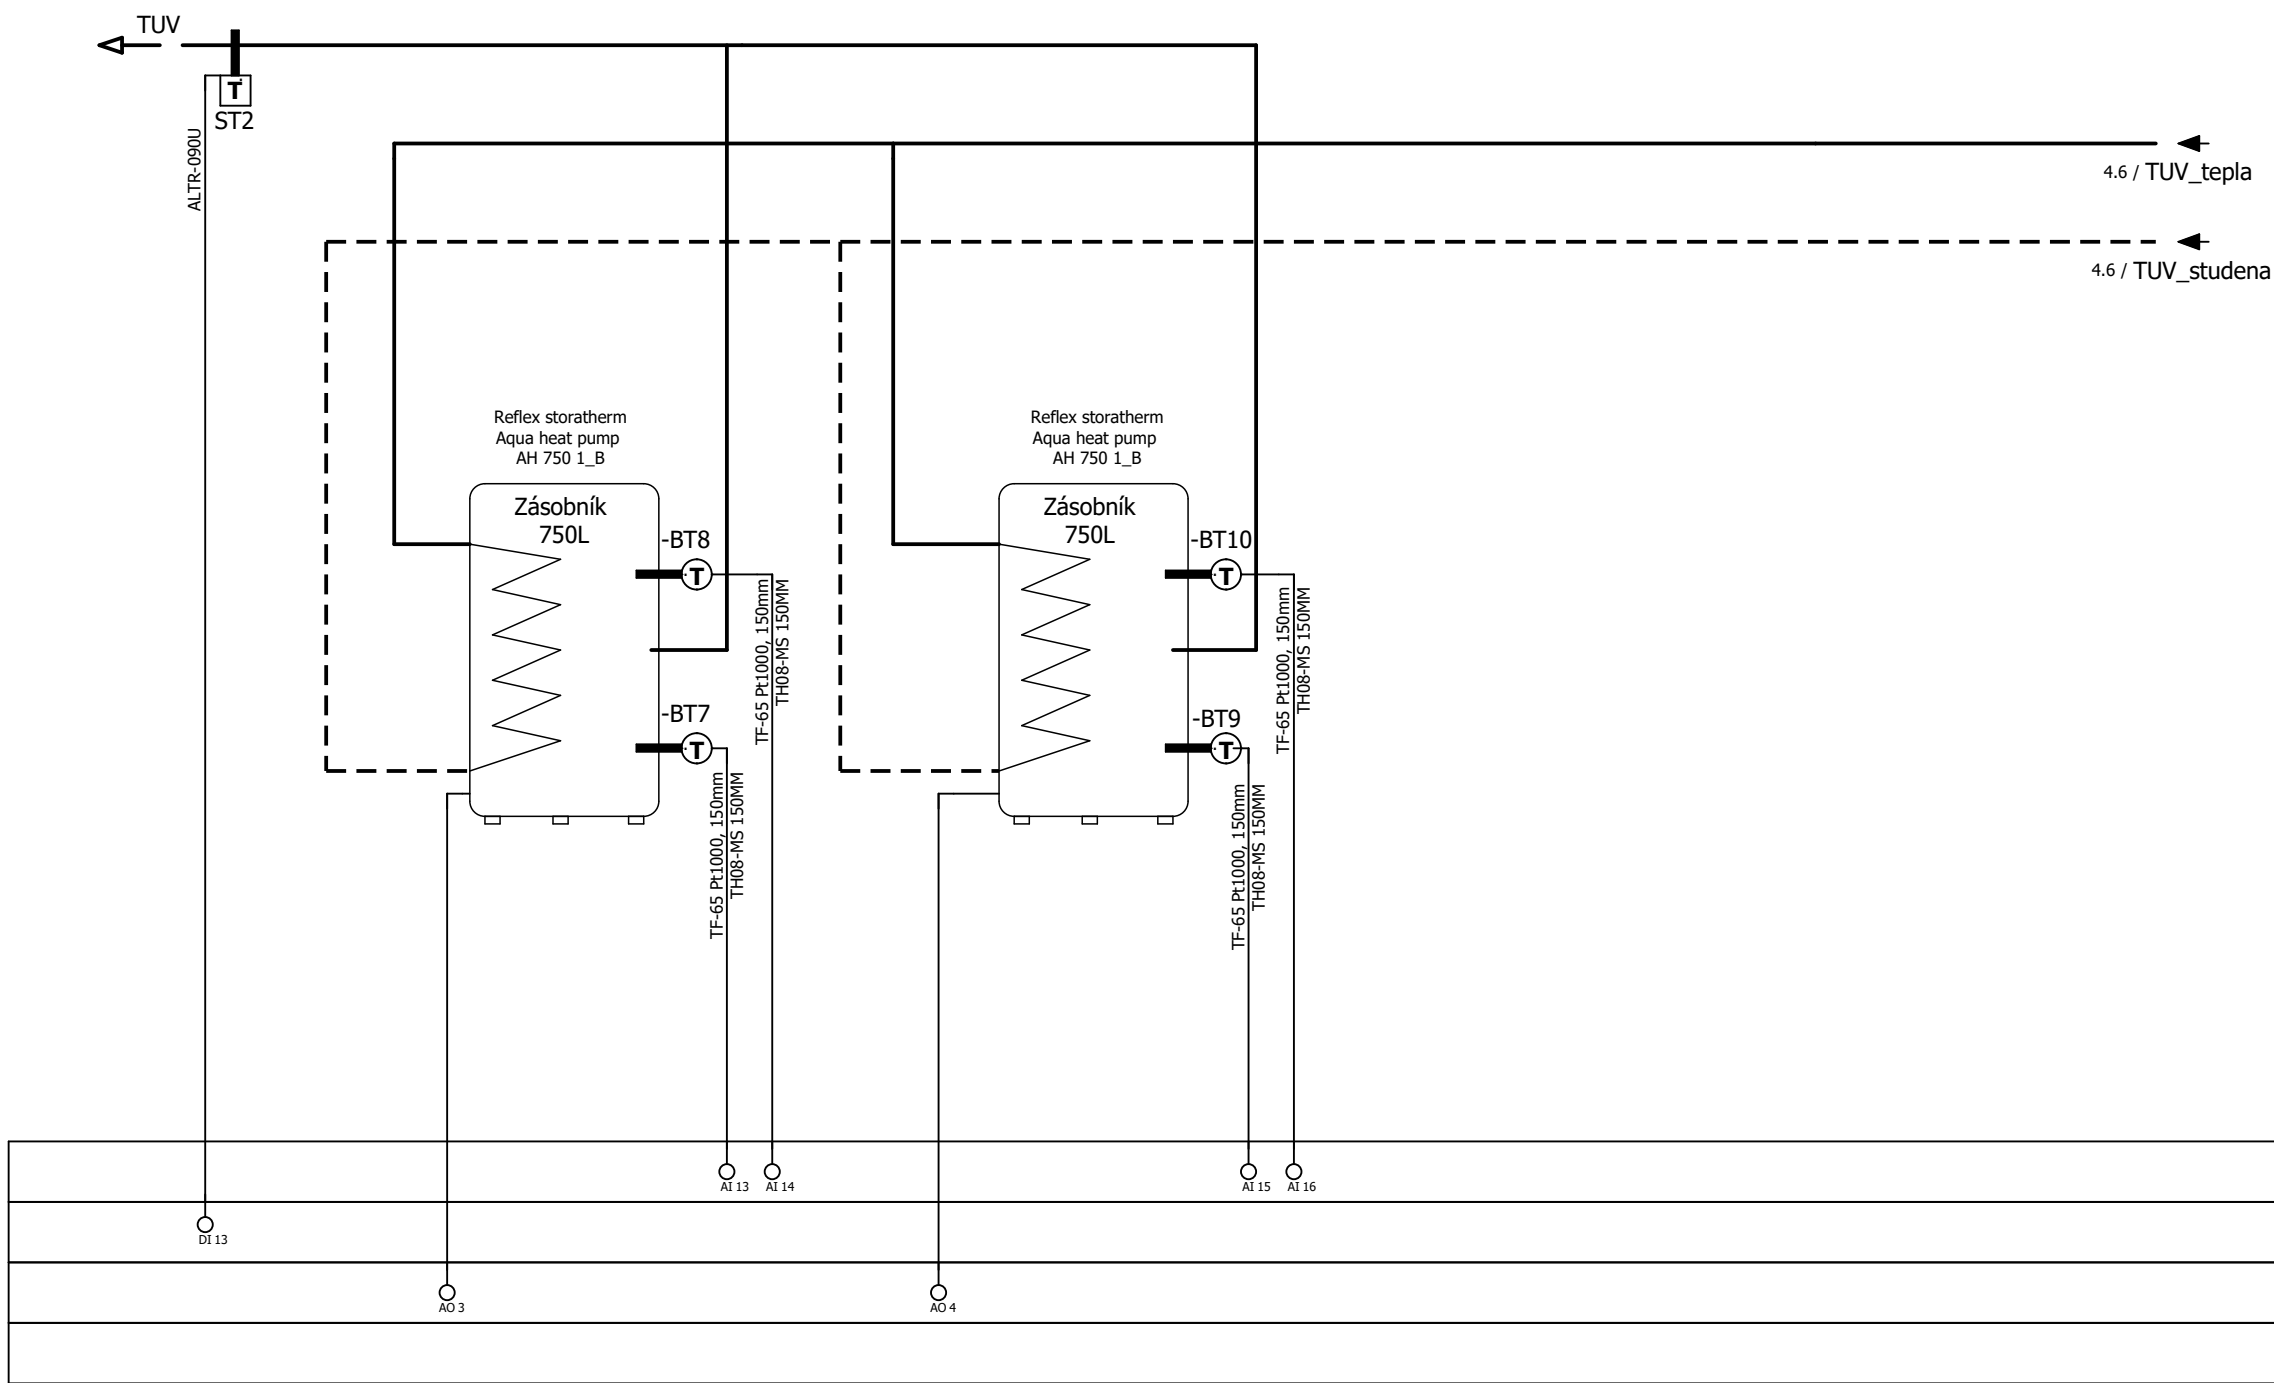 TUV
T
ST2
ALTR-090U
4.6 / TUV_tepla
4.6 / TUV_studena
Reflex storatherm
Aqua heat pump
AH 750 1_B
Zásobník
750L
-BT8
T
TF-65 Pt1000, 150mm
TH08-MS 150MM
-BT7
T
TF-65 Pt1000, 150mm
TH08-MS 150MM
Reflex storatherm
Aqua heat pump
AH 750 1_B
Zásobník
750L
-BT10
T
TF-65 Pt1000, 150mm
TH08-MS 150MM
-BT9
T
TF-65 Pt1000, 150mm
TH08-MS 150MM
AI 13
AI 14
AI 15
AI 16
DI 13
AO 3
AO 4